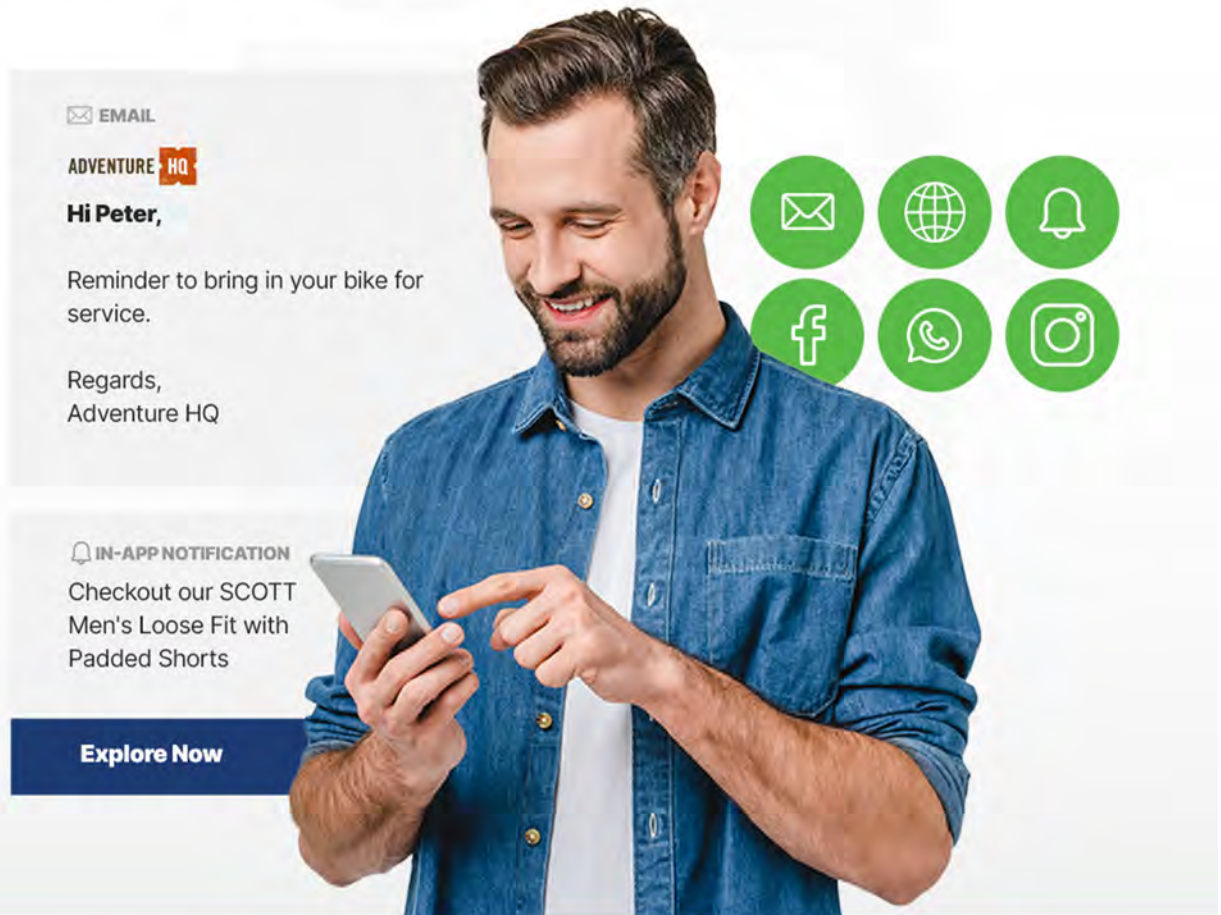 EMAIL
ADVENTURE HQ
Hi Peter,
Reminder to bring in your bike for
service.
Regards,
Adventure HQ
IN-APP NOTIFICATION
Checkout our SCOTT
Men's Loose Fit with
Padded Shorts
Explore Now